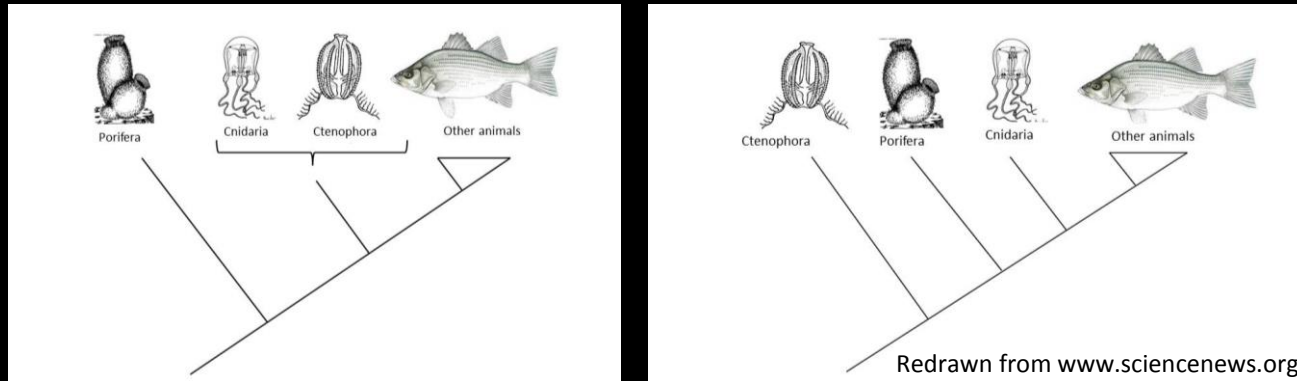 Porifera
Cnidaria
Ctenophora
Other animals
Ctenophora
Porifera
Cnidaria
Other animals
Redrawn from www.sciencenews.org